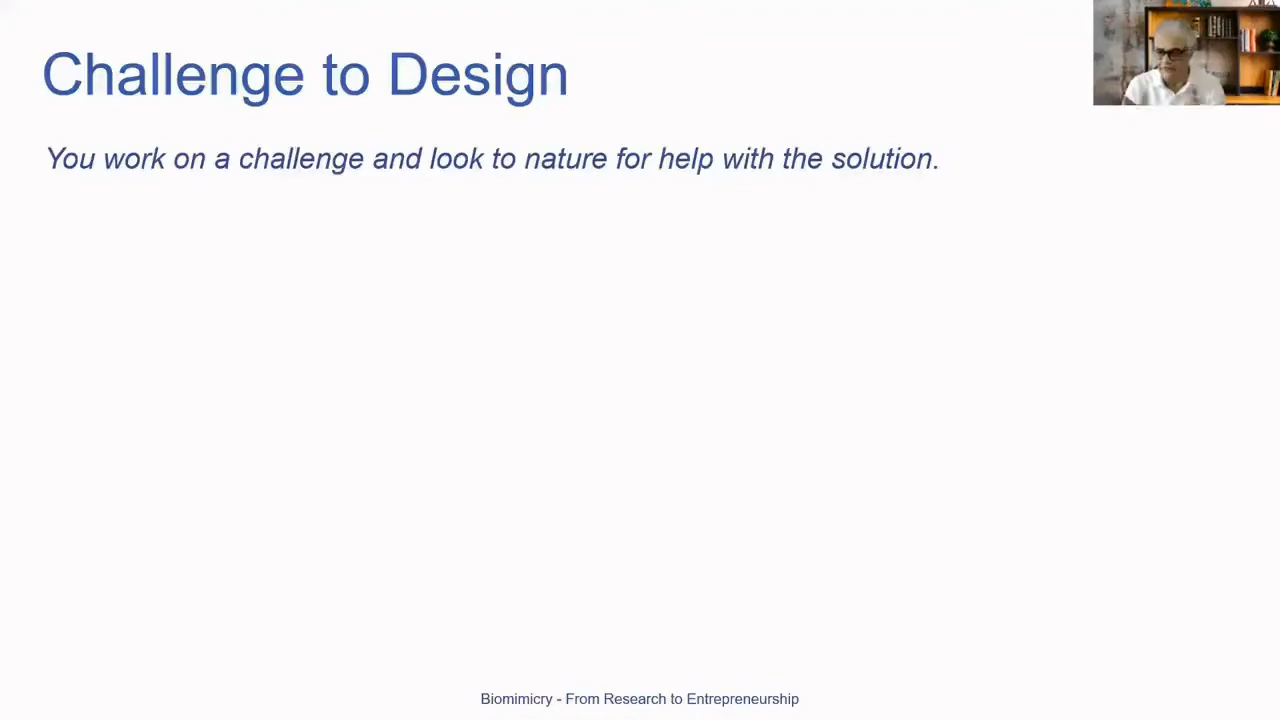 Challenge to Design
You work on a challenge and look to nature for help with the solution.
Biomimicry - From Research to Entrepreneurship